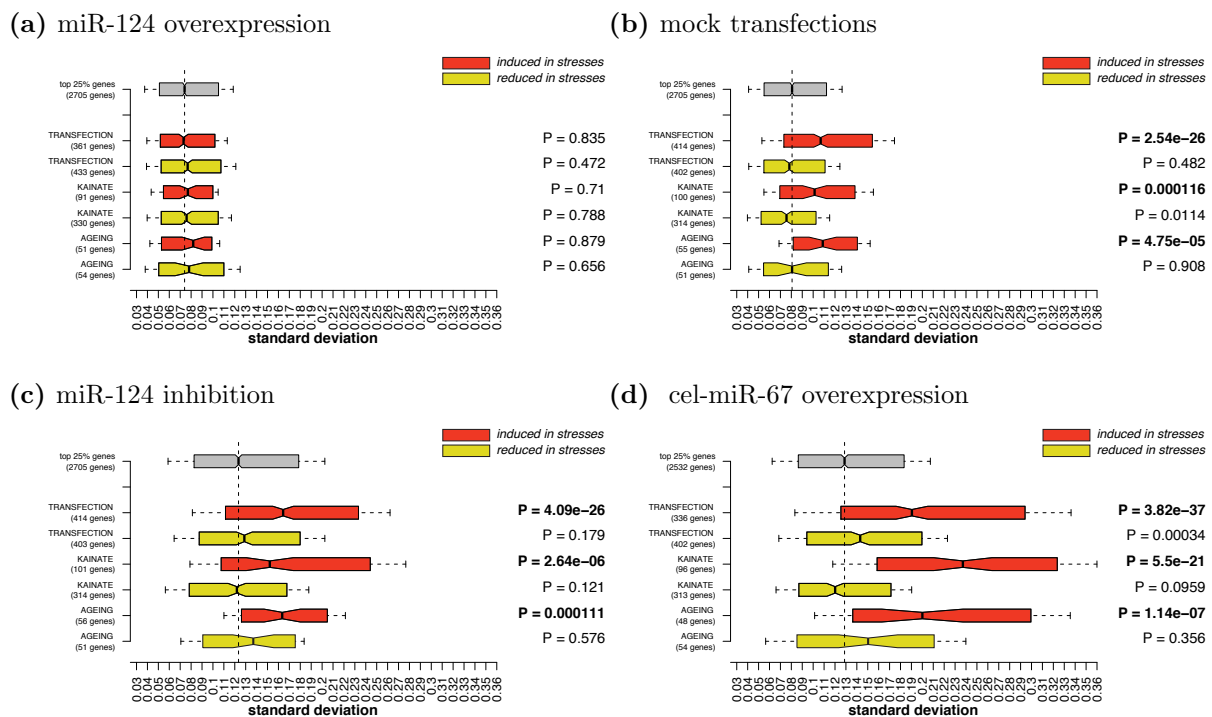 (a) miR-124 overexpression
induced in stresses
reduced in stresses
top 25% genes
(2705 genes)
TRANSFECTION
(361 genes)
P = 0.835
TRANSFECTION
(433 genes)
P = 0.472
KAINATE
(91 genes)
P = 0.71
KAINATE
(330 genes)
P = 0.788
AGEING
(51 genes)
P = 0.879
AGEING
(54 genes)
P = 0.656
0.03 0.04 0.05 0.06 0.07 0.08 0.09 0.1 0.11 0.12 0.13 0.14 0.15 0.16 0.17 0.18 0.19 0.2 0.21 0.22 0.23 0.24 0.25 0.26 0.27 0.28 0.29 0.3 0.31 0.32 0.33 0.34 0.35 0.36
standard deviation
(b) mock transfections
induced in stresses
reduced in stresses
top 25% genes
(2705 genes)
TRANSFECTION
(414 genes)
P = 2.54e−26
TRANSFECTION
(402 genes)
P = 0.482
KAINATE
(100 genes)
P = 0.000116
KAINATE
(314 genes)
P = 0.0114
AGEING
(55 genes)
P = 4.75e−05
AGEING
(51 genes)
P = 0.908
0.03 0.04 0.05 0.06 0.07 0.08 0.09 0.1 0.11 0.12 0.13 0.14 0.15 0.16 0.17 0.18 0.19 0.2 0.21 0.22 0.23 0.24 0.25 0.26 0.27 0.28 0.29 0.3 0.31 0.32 0.33 0.34 0.35 0.36
standard deviation
(c) miR-124 inhibition
induced in stresses
reduced in stresses
top 25% genes
(2705 genes)
TRANSFECTION
(414 genes)
P = 4.09e−26
TRANSFECTION
(403 genes)
P = 0.179
KAINATE
(101 genes)
P = 2.64e−06
KAINATE
(314 genes)
P = 0.121
AGEING
(56 genes)
P = 0.000111
AGEING
(51 genes)
P = 0.576
0.03 0.04 0.05 0.06 0.07 0.08 0.09 0.1 0.11 0.12 0.13 0.14 0.15 0.16 0.17 0.18 0.19 0.2 0.21 0.22 0.23 0.24 0.25 0.26 0.27 0.28 0.29 0.3 0.31 0.32 0.33 0.34 0.35 0.36
standard deviation
(d) cel-miR-67 overexpression
induced in stresses
reduced in stresses
top 25% genes
(2532 genes)
TRANSFECTION
(336 genes)
P = 3.82e−37
TRANSFECTION
(402 genes)
P = 0.00034
KAINATE
(96 genes)
P = 5.5e−21
KAINATE
(313 genes)
P = 0.0959
AGEING
(48 genes)
P = 1.14e−07
AGEING
(54 genes)
P = 0.356
0.03 0.04 0.05 0.06 0.07 0.08 0.09 0.1 0.11 0.12 0.13 0.14 0.15 0.16 0.17 0.18 0.19 0.2 0.21 0.22 0.23 0.24 0.25 0.26 0.27 0.28 0.29 0.3 0.31 0.32 0.33 0.34 0.35 0.36
standard deviation